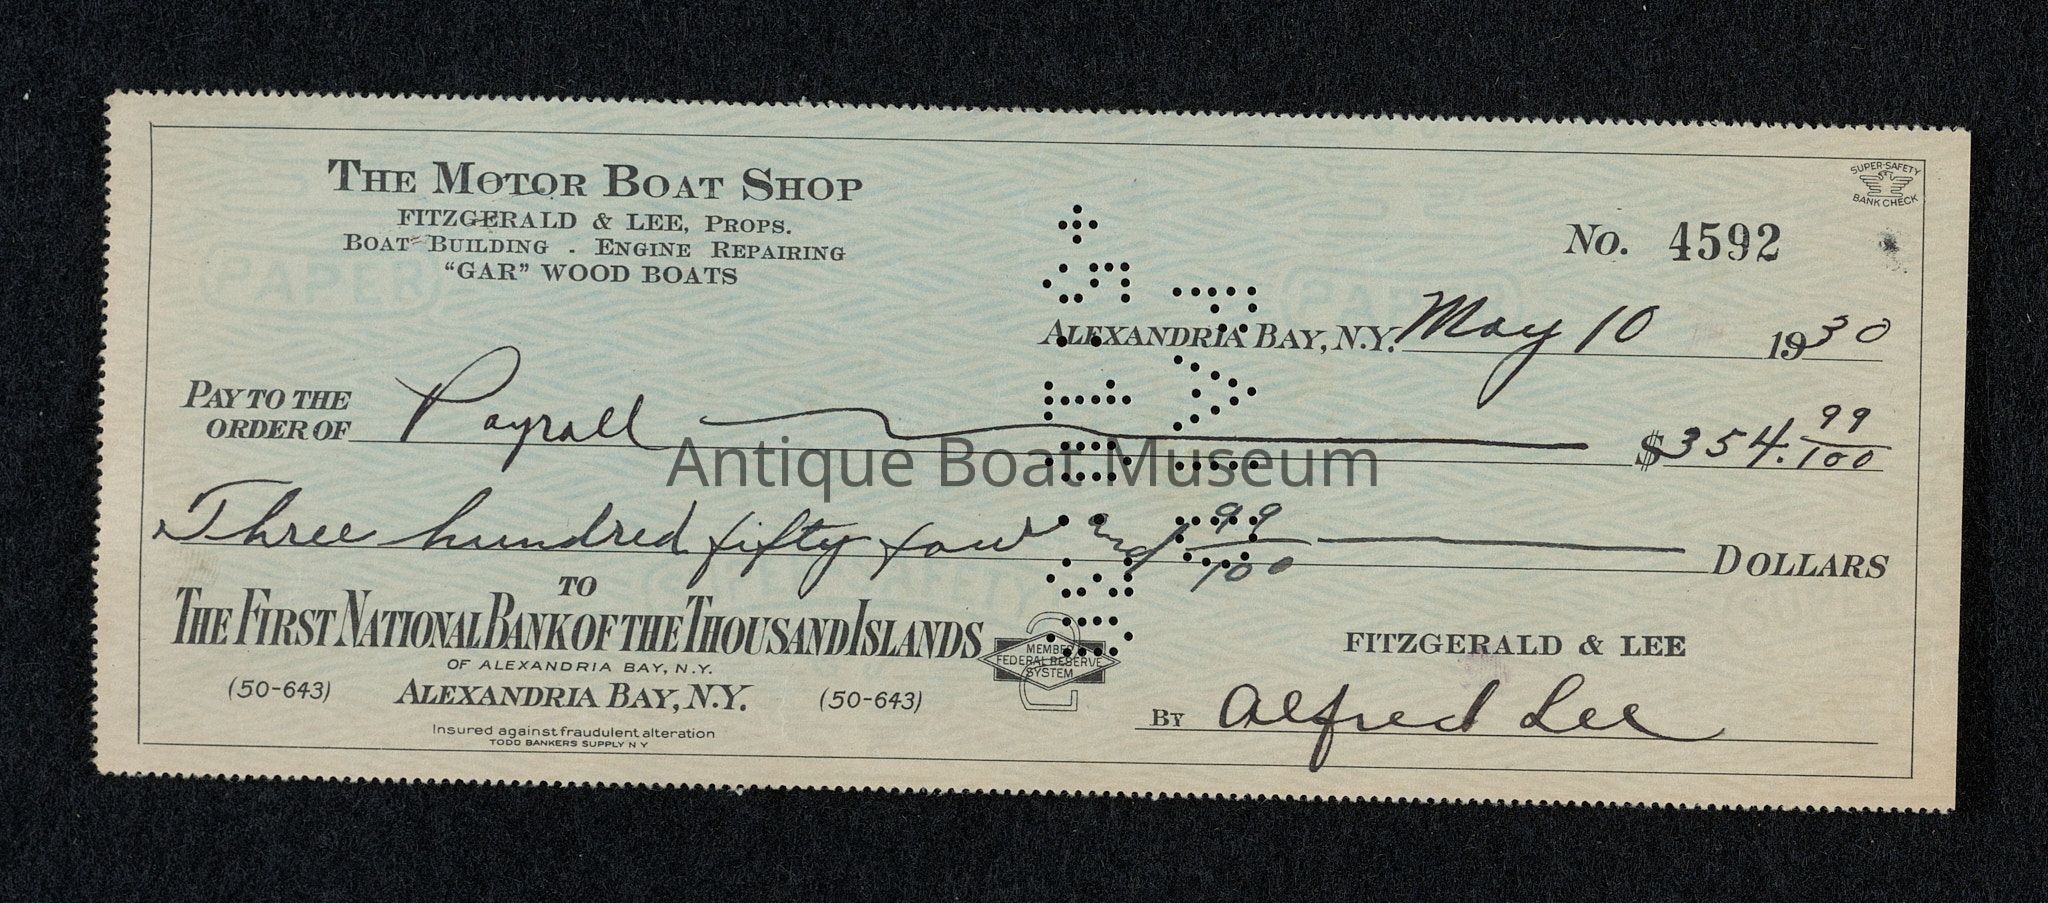 THE MOTOR BOAT SHOP
FITZGERALD & LEE, PROPS.
BOAT BUILDING - ENGINE REPAIRING
"GAR" WOOD BOATS
SUPER-SAFETY
BANK CHECK
No. 4592
ALEXANDRIA BAY, N.Y. May 10 1930
PAY TO THE
ORDER OF Payroll $354.99/100
Antique Boat Museum
Three hundred fifty four and 99/100 DOLLARS
TO
THE FIRST NATIONAL BANK OF THE THOUSAND ISLANDS
OF ALEXANDRIA BAY, N.Y.
(50-643) ALEXANDRIA BAY, N.Y. (50-643)
Insured against fraudulent alteration
TODD BANKERS SUPPLY N Y
MEMBER
FEDERAL RESERVE
SYSTEM
FITZGERALD & LEE
BY Alfred Lee
PAPER
PAPER